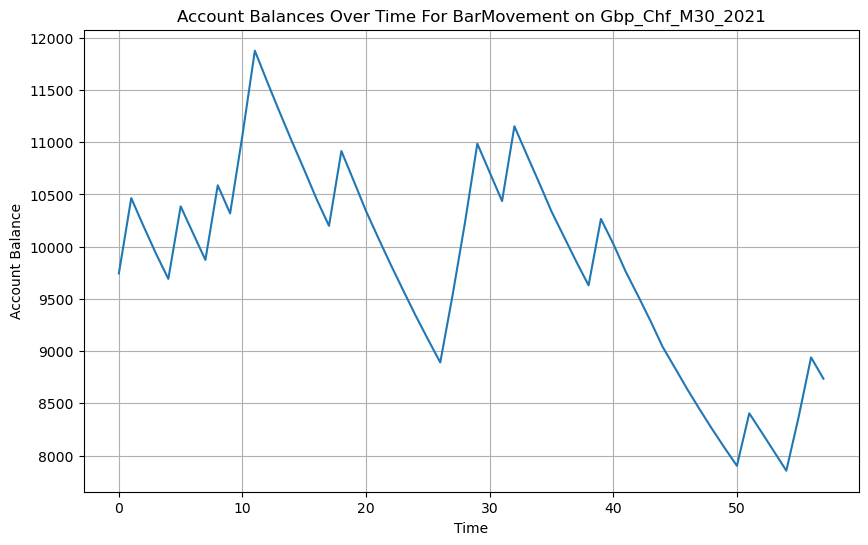 Account Balances Over Time For BarMovement on Gbp_Chf_M30_2021
12000
11500
11000
10500
10000
9500
9000
8500
8000
Account Balance
0 10 20 30 40 50
Time